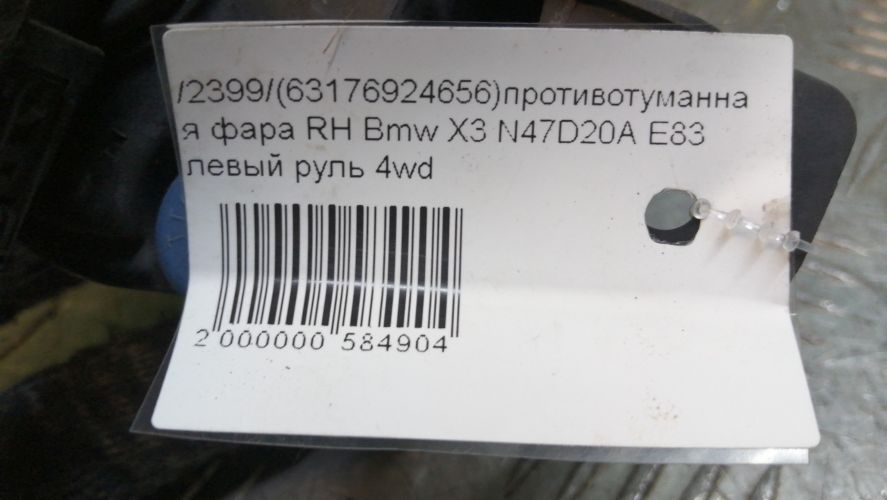 /2399/(63176924656)противотуманна
я фара RH Bmw X3 N47D20A E83
левый руль 4wd
2 000000 584904